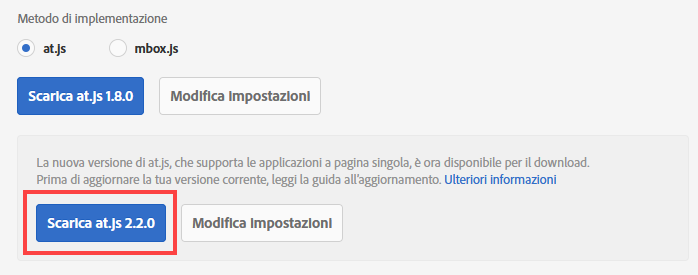 Metodo di implementazione
at.js mbox.js
Scarica at.js 1.8.0 Modifica impostazioni
La nuova versione di at.js, che supporta le applicazioni a pagina singola, è ora disponibile per il download.
Prima di aggiornare la tua versione corrente, leggi la guida all'aggiornamento. Ulteriori informazioni
Scarica at.js 2.2.0 Modifica impostazioni